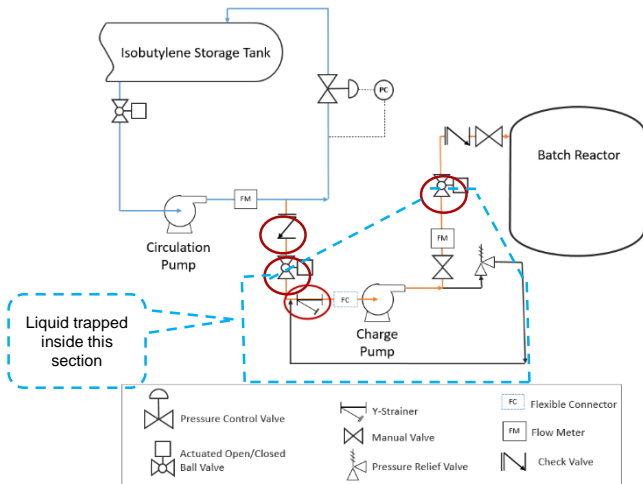 Isobutylene Storage Tank
PC
Batch Reactor
FM
Circulation
Pump
FM
FC
Charge
Pump
Liquid trapped
inside this
section
Pressure Control Valve
Actuated Open/Closed
Ball Valve
Y-Strainer
Manual Valve
Pressure Relief Valve
FC
Flexible Connector
FM
Flow Meter
Check Valve